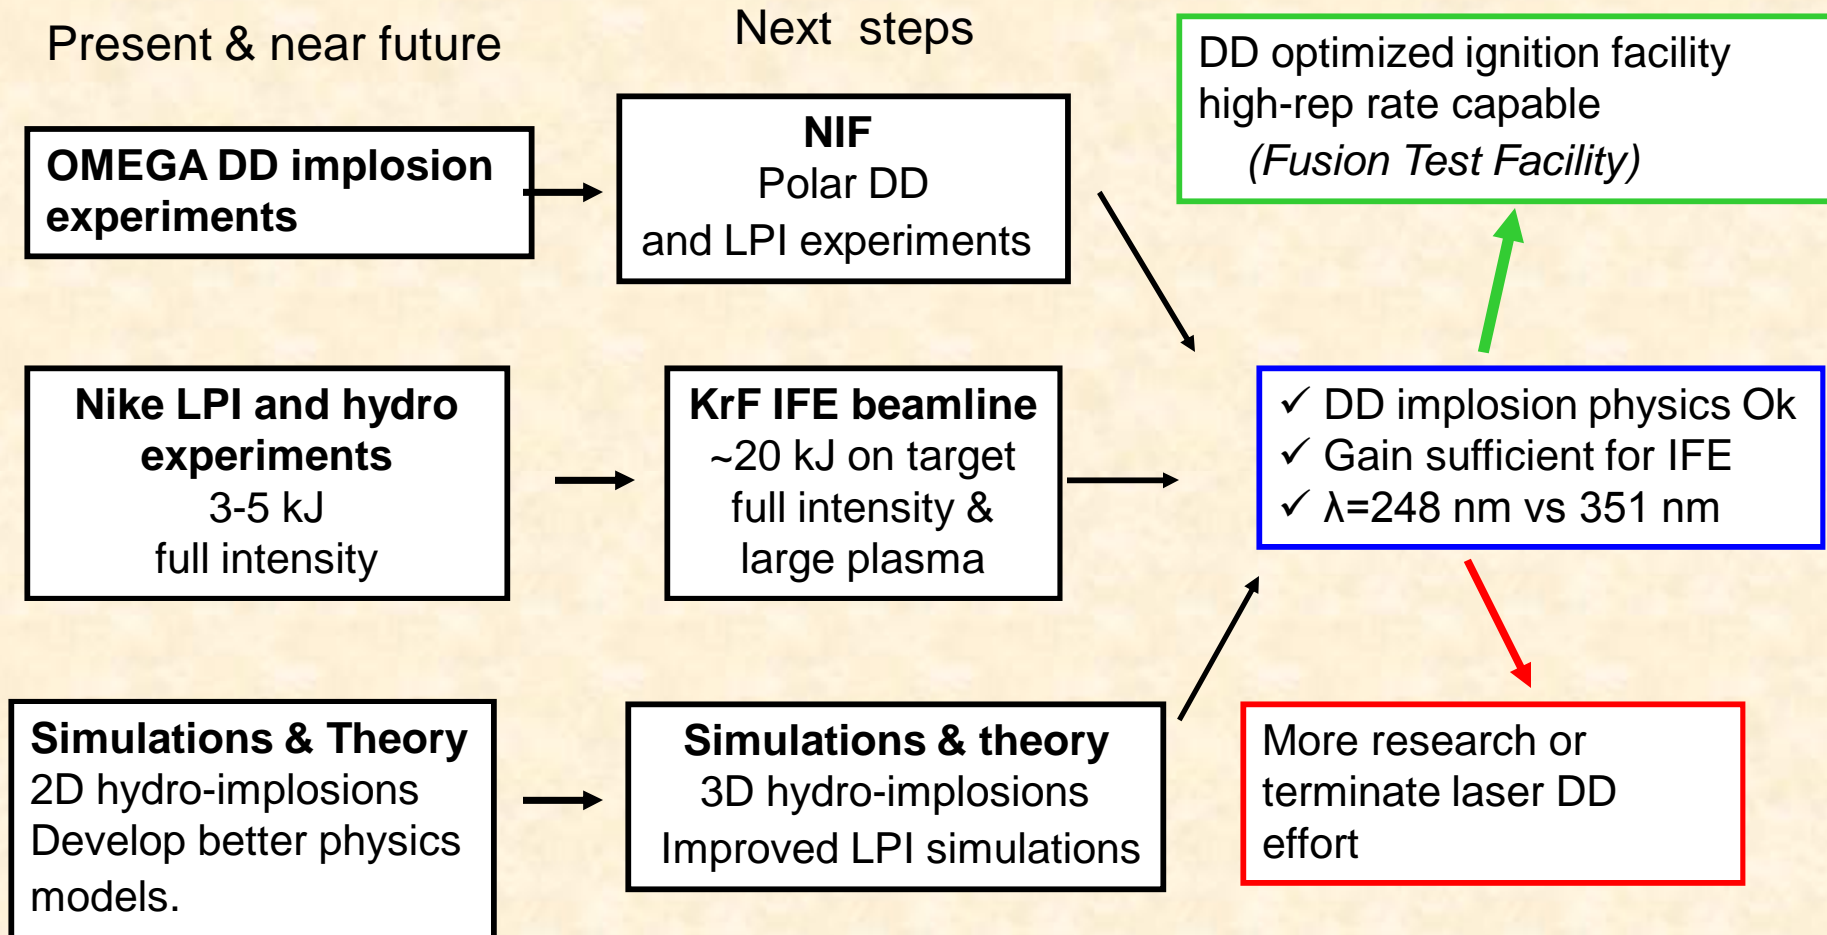 Present & near future
Next steps
OMEGA DD implosion
experiments
NIF
Polar DD
and LPI experiments
DD optimized ignition facility
high-rep rate capable
(Fusion Test Facility)
Nike LPI and hydro
experiments
3-5 kJ
full intensity
KrF IFE beamline
~20 kJ on target
full intensity &
large plasma
✓ DD implosion physics Ok
✓ Gain sufficient for IFE
✓ λ=248 nm vs 351 nm
Simulations & Theory
2D hydro-implosions
Develop better physics
models.
Simulations & theory
3D hydro-implosions
Improved LPI simulations
More research or
terminate laser DD
effort